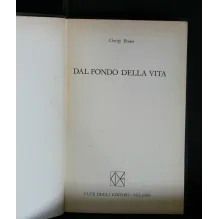 DAL FONDO DELLA VITA
CLUB DEGLI EDITORI - MILANO